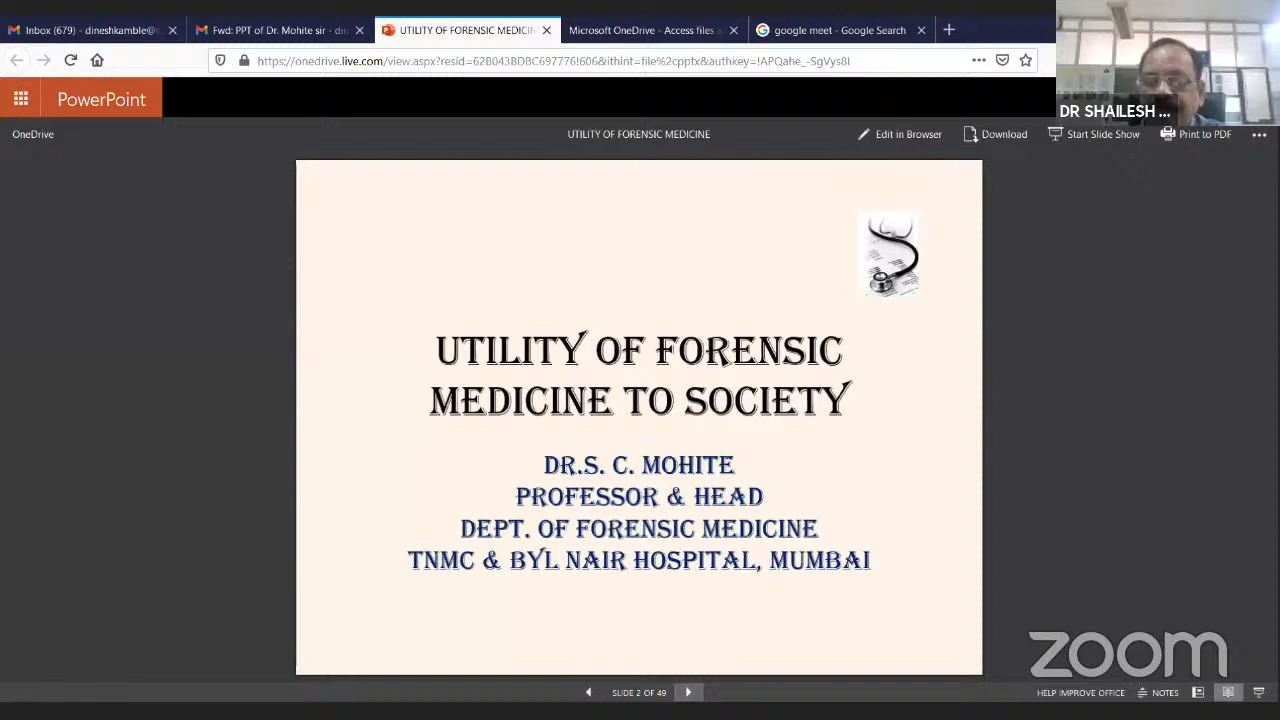 Inbox (679) - dineshkamble@
Fwd: PPT of Dr. Mohite sir - din
UTILITY OF FORENSIC MEDICIN
Microsoft OneDrive - Access files a
google meet - Google Search
https://onedrive.live.com/view.aspx?resid=62B043BDBC697776!606&ithint=file%2cpptx&authkey=!APQahe_-SgVys8I
PowerPoint
DR SHAILESH ...
OneDrive
UTILITY OF FORENSIC MEDICINE
Edit in Browser
Download
Start Slide Show
Print to PDF
UTILITY OF FORENSIC
MEDICINE TO SOCIETY
DR.S. C. MOHITE
PROFESSOR & HEAD
DEPT. OF FORENSIC MEDICINE
TNMC & BYL NAIR HOSPITAL, MUMBAI
zoom
SLIDE 2 OF 49
HELP IMPROVE OFFICE
NOTES